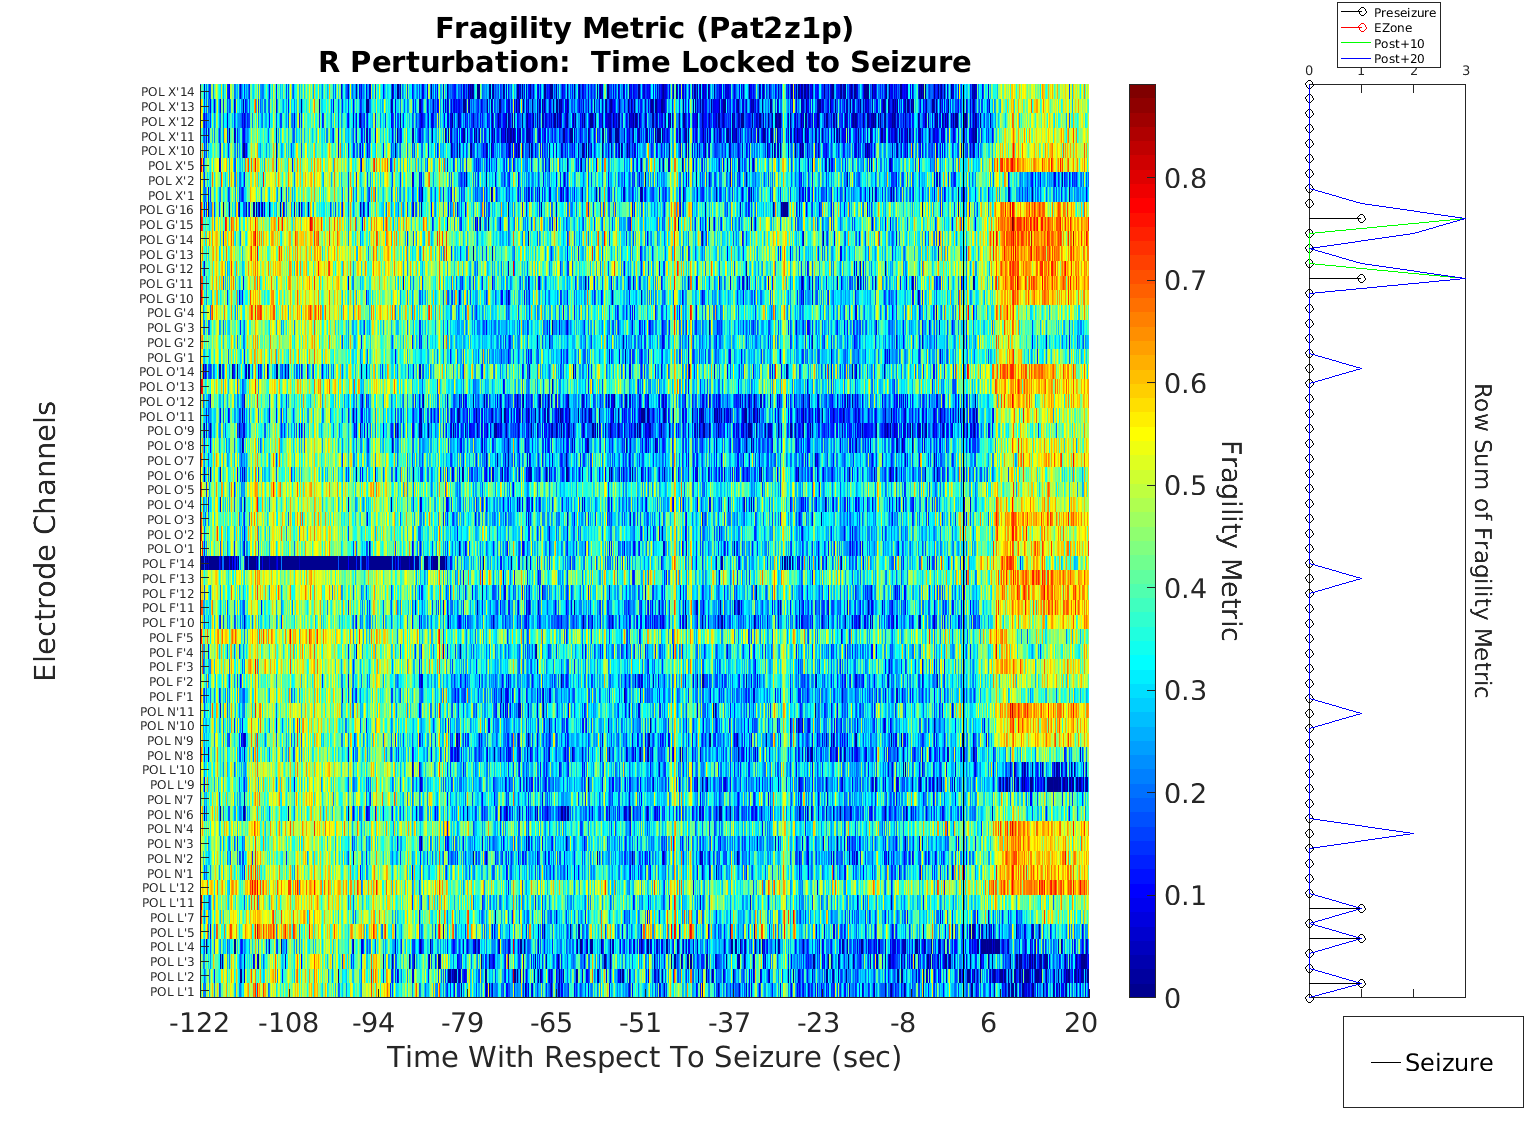 Fragility Metric (Pat2z1p)
R Perturbation: Time Locked to Seizure
Electrode Channels
POL X'14
POL X'13
POL X'12
POL X'11
POL X'10
POL X'5
POL X'2
POL X'1
POL G'16
POL G'15
POL G'14
POL G'13
POL G'12
POL G'11
POL G'10
POL G'4
POL G'3
POL G'2
POL G'1
POL O'14
POL O'13
POL O'12
POL O'11
POL O'9
POL O'8
POL O'7
POL O'6
POL O'5
POL O'4
POL O'3
POL O'2
POL O'1
POL F'14
POL F'13
POL F'12
POL F'11
POL F'10
POL F'5
POL F'4
POL F'3
POL F'2
POL F'1
POL N'11
POL N'10
POL N'9
POL N'8
POL L'10
POL L'9
POL N'7
POL N'6
POL N'4
POL N'3
POL N'2
POL N'1
POL L'12
POL L'11
POL L'7
POL L'5
POL L'4
POL L'3
POL L'2
POL L'1
-122 -108 -94 -79 -65 -51 -37 -23 -8 6 20
Time With Respect To Seizure (sec)
0.8
0.7
0.6
0.5
0.4
0.3
0.2
0.1
0
Fragility Metric
Preseizure
EZone
Post+10
Post+20
0 1 2 3
Row Sum of Fragility Metric
Seizure